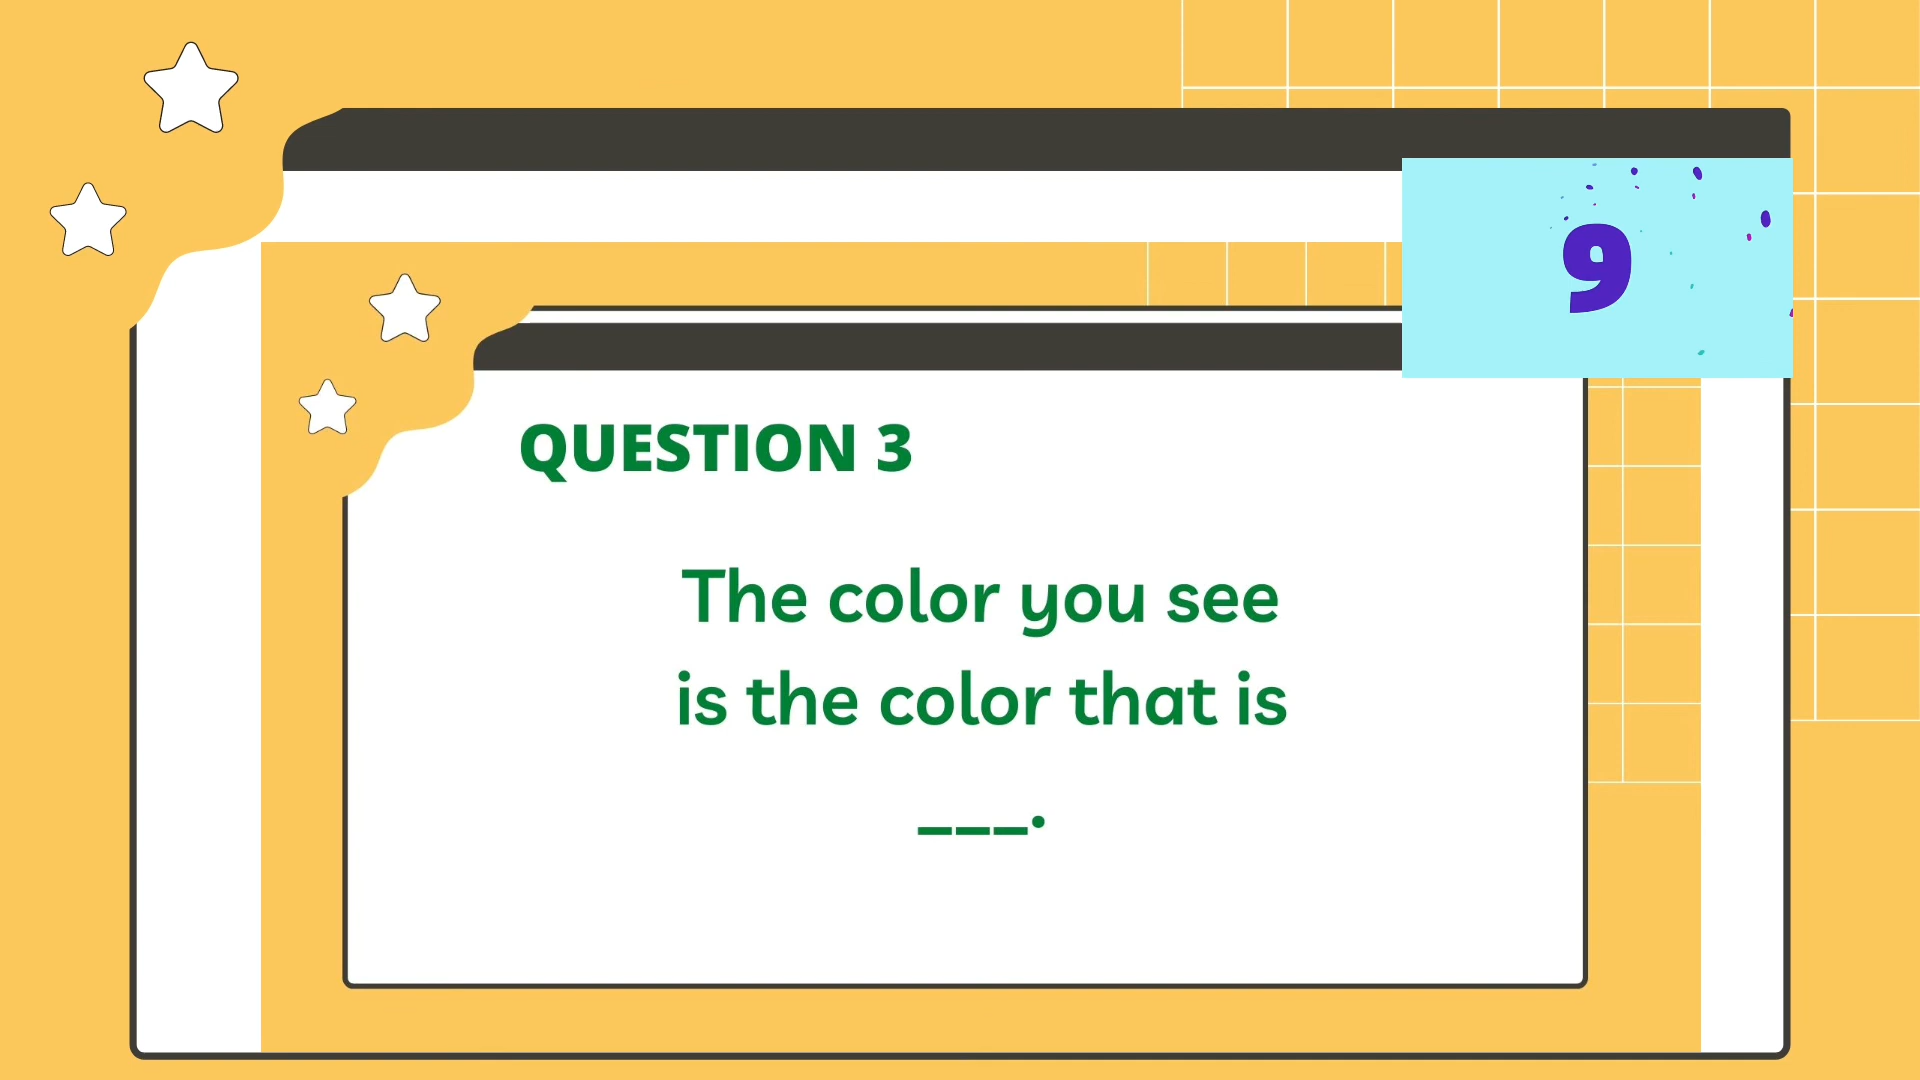 9
QUESTION 3
The color you see
is the color that is
___.